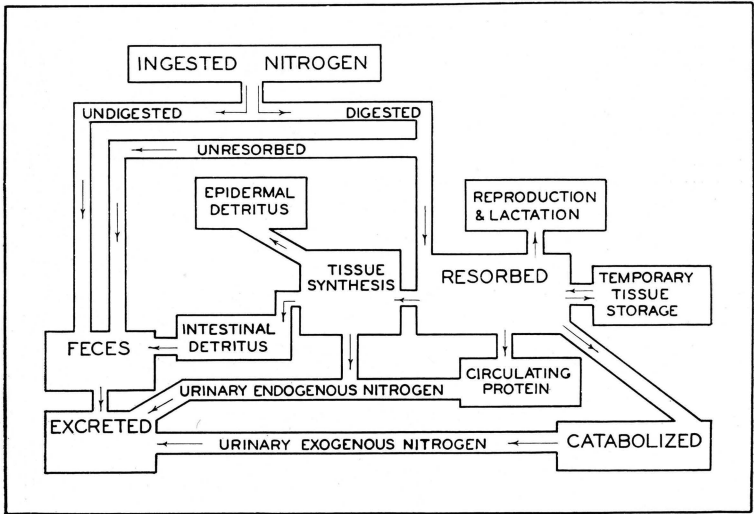 INGESTED NITROGEN
UNDIGESTED
DIGESTED
UNRESORBED
EPIDERMAL
DETRITUS
REPRODUCTION
& LACTATION
TISSUE
SYNTHESIS
RESORBED
TEMPORARY
TISSUE
STORAGE
INTESTINAL
DETRITUS
FECES
CIRCULATING
PROTEIN
URINARY ENDOGENOUS NITROGEN
EXCRETED
URINARY EXOGENOUS NITROGEN
CATABOLIZED